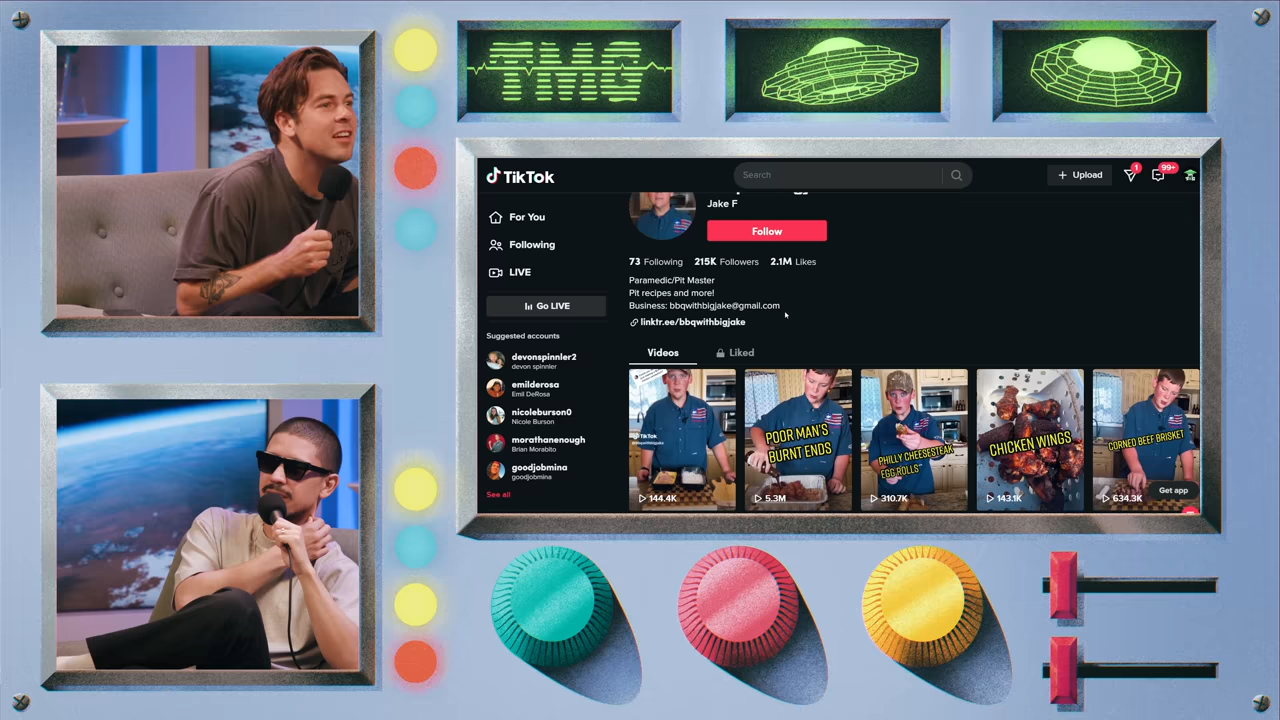 TMG
TikTok
Search
Upload
1
99+
For You
Following
LIVE
Go LIVE
Suggested accounts
devonspinnler2
devon spinnler
emilderosa
Emil DeRosa
nicoleburson0
Nicole Burson
morathanenough
Brian Morabito
goodjobmina
goodjobmina
See all
Jake F
Follow
73 Following 215K Followers 2.1M Likes
Paramedic/Pit Master
Pit recipes and more!
Business: bbqwithbigjake@gmail.com
linktr.ee/bbqwithbigjake
Videos
Liked
TikTok
144.4K
POOR MAN'S
BURNT ENDS
5.3M
PHILLY CHEESESTEAK
EGG ROLLS
310.7K
CHICKEN WINGS
143.1K
CORNED BEEF BRISKET
634.3K
Get app